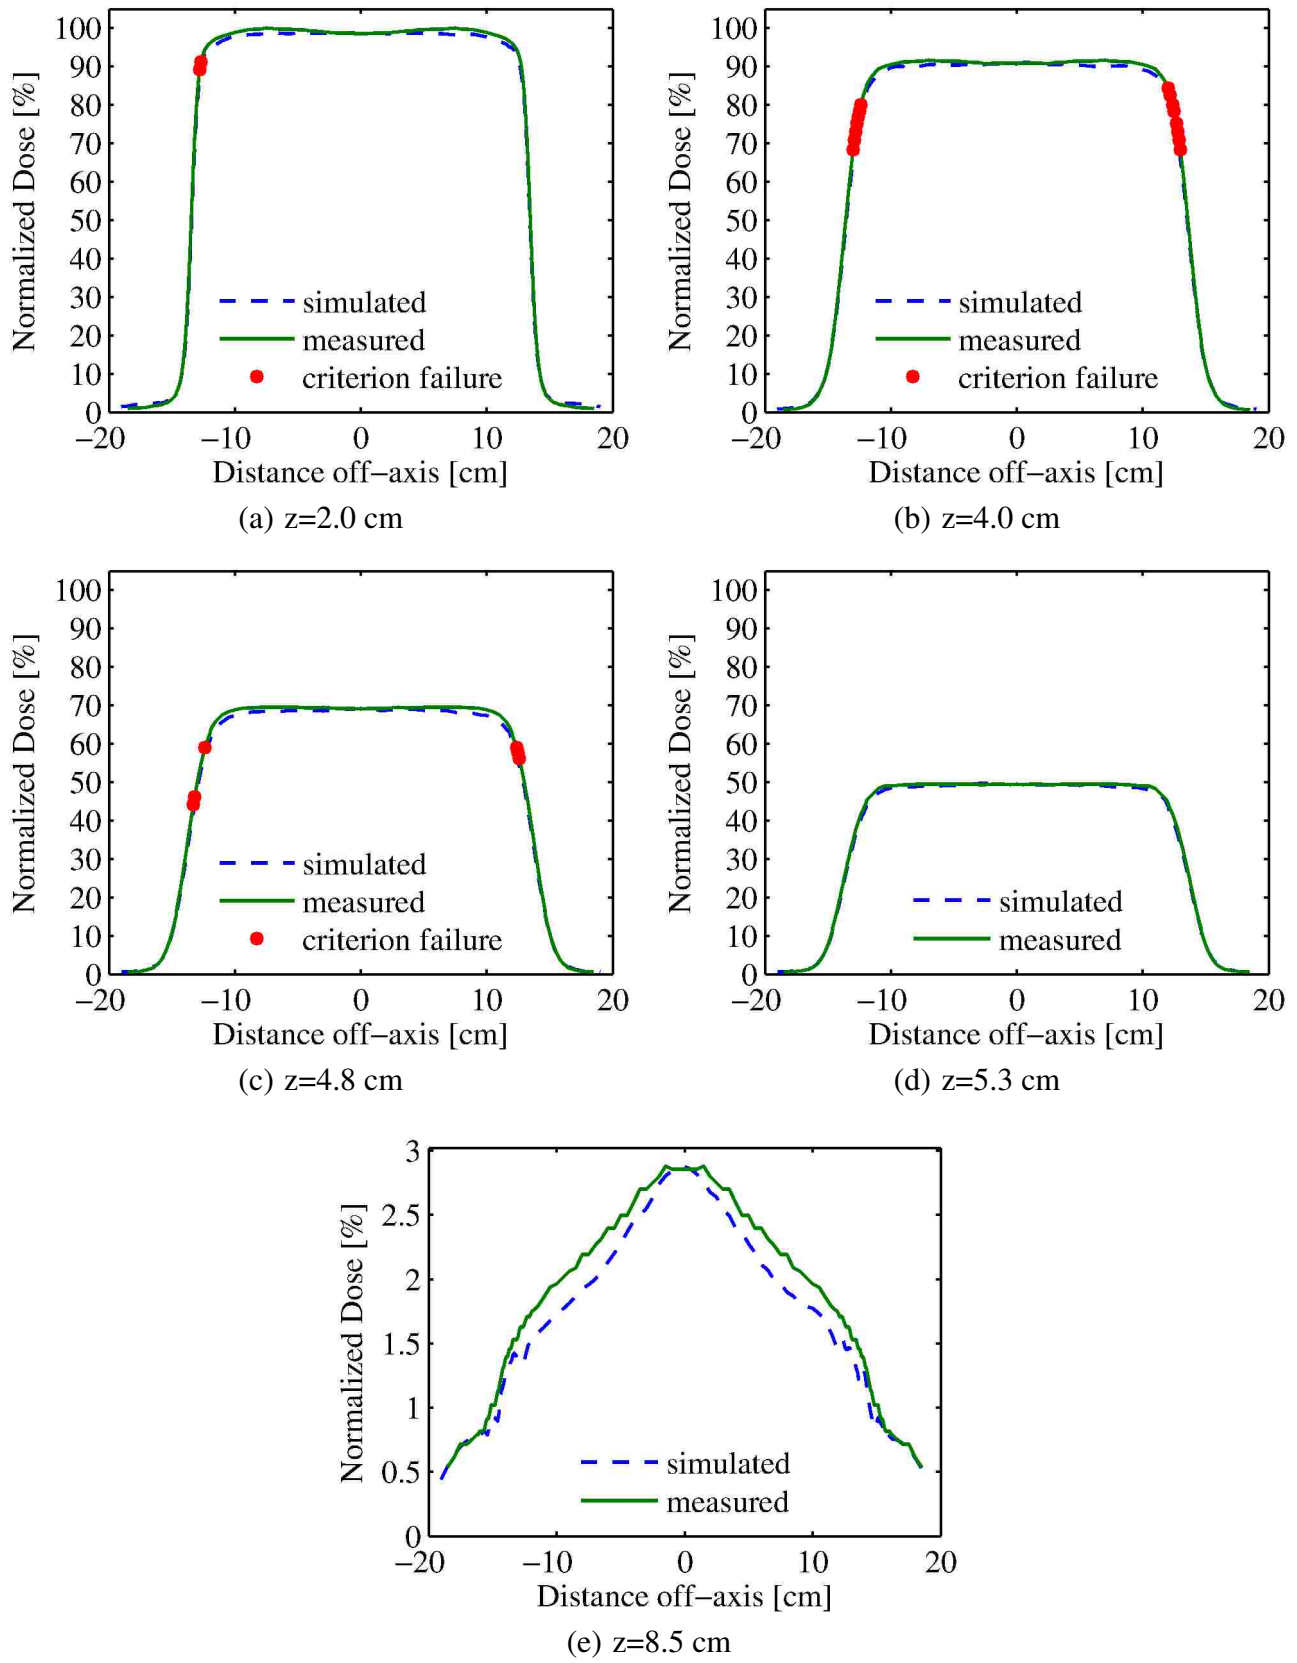 Normalized Dose [%]
100
90
80
70
60
50
40
30
20
10
0
simulated
measured
criterion failure
−20 −10 0 10 20
Distance off−axis [cm]
(a) z=2.0 cm
Normalized Dose [%]
100
90
80
70
60
50
40
30
20
10
0
simulated
measured
criterion failure
−20 −10 0 10 20
Distance off−axis [cm]
(b) z=4.0 cm
Normalized Dose [%]
100
90
80
70
60
50
40
30
20
10
0
simulated
measured
criterion failure
−20 −10 0 10 20
Distance off−axis [cm]
(c) z=4.8 cm
Normalized Dose [%]
100
90
80
70
60
50
40
30
20
10
0
simulated
measured
−20 −10 0 10 20
Distance off−axis [cm]
(d) z=5.3 cm
Normalized Dose [%]
3
2.5
2
1.5
1
0.5
0
simulated
measured
−20 −10 0 10 20
Distance off−axis [cm]
(e) z=8.5 cm